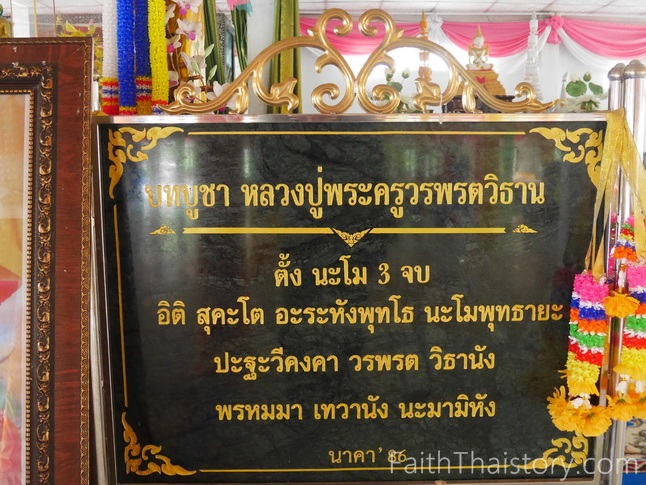 บทบูชา หลวงปู่พระครูวรพรตวิธาน
ตั้ง นะโม 3 จบ
อิติ สุคะโต อะระหังพุทโธ นะโมพุทธายะ
ปะฐะวีคงคา วรพรต วิธานัง
พรหมมา เทวานัง นะมามิหัง
นาคา' 86
FaithThaistory.com